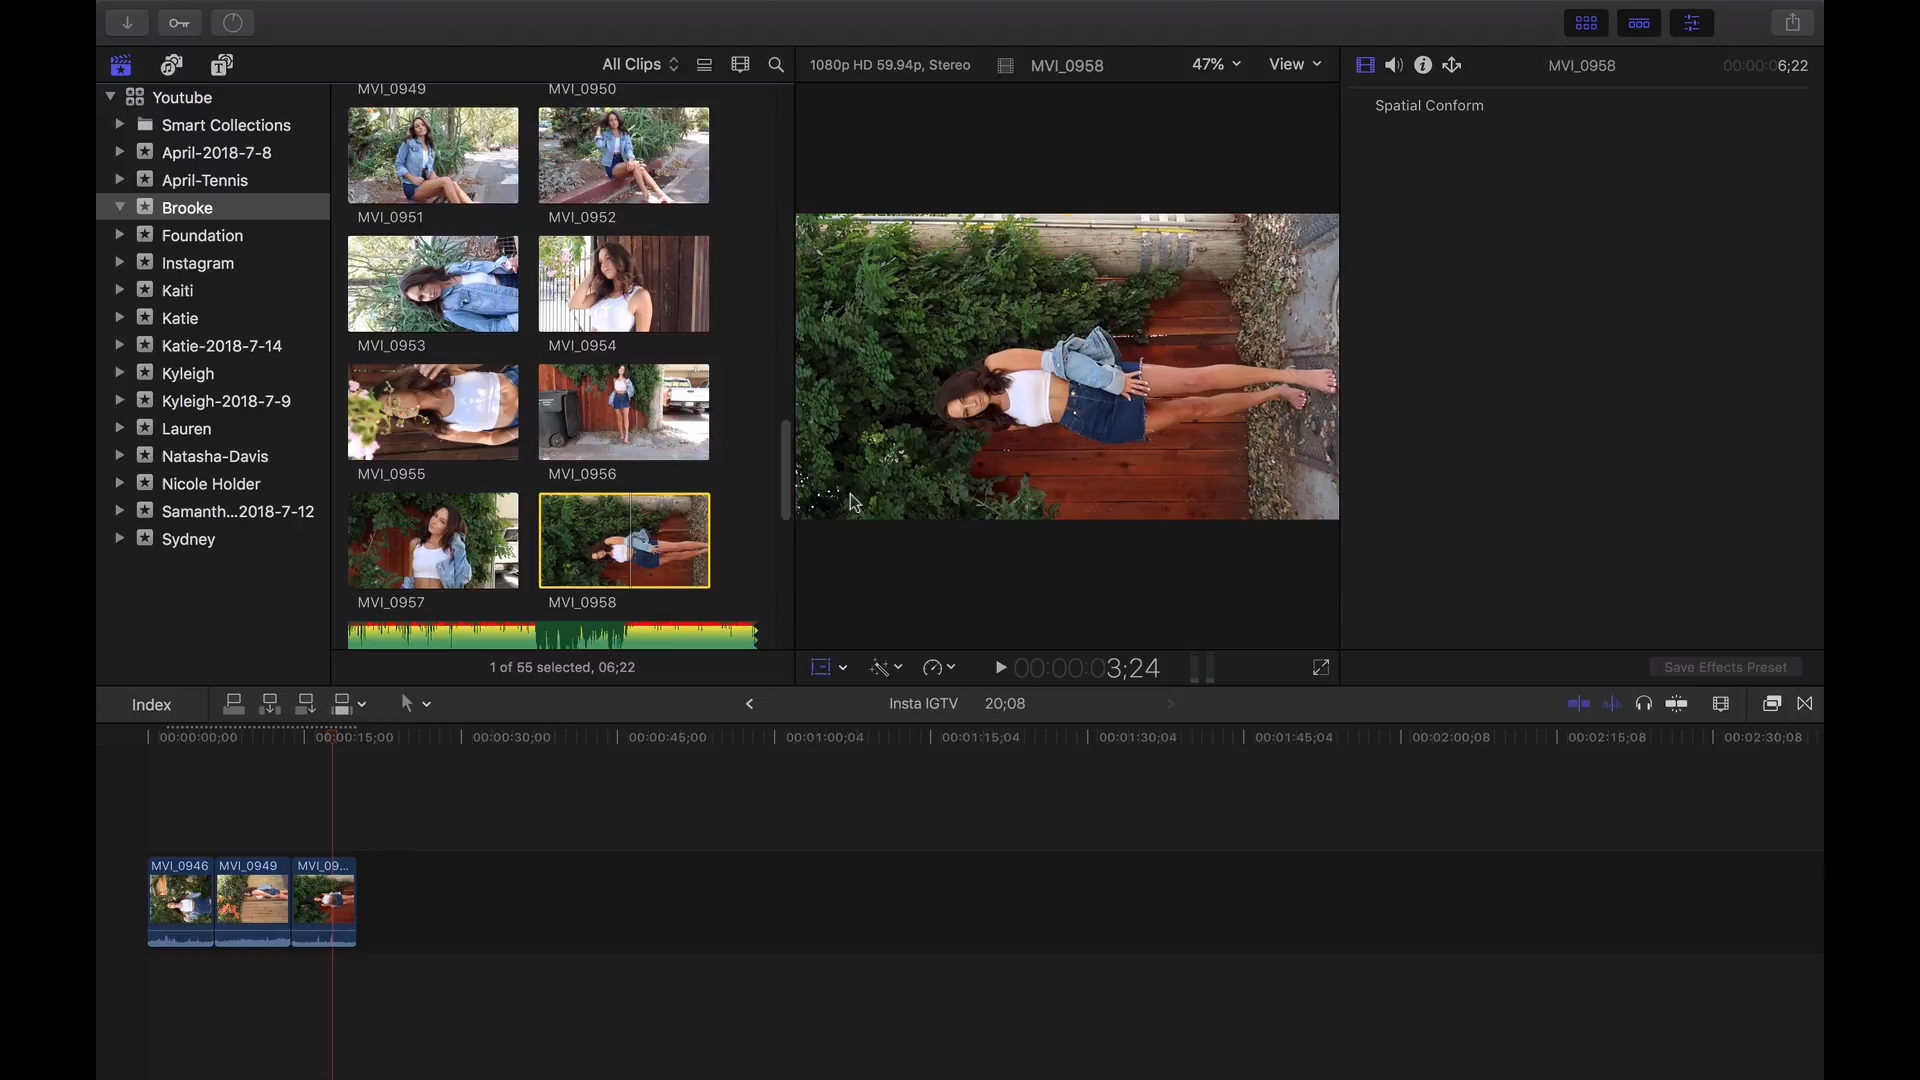 All Clips
1080p HD 59.94p, Stereo
MVI_0958
47%
View
MVI_0958
00:00:06;22
Youtube
Smart Collections
April-2018-7-8
April-Tennis
Brooke
Foundation
Instagram
Kaiti
Katie
Katie-2018-7-14
Kyleigh
Kyleigh-2018-7-9
Lauren
Natasha-Davis
Nicole Holder
Samanth...2018-7-12
Sydney
MVI_0949
MVI_0950
MVI_0951
MVI_0952
MVI_0953
MVI_0954
MVI_0955
MVI_0956
MVI_0957
MVI_0958
1 of 55 selected, 06;22
Spatial Conform
00:00:03;24
Save Effects Preset
Index
Insta IGTV
20;08
00:00:00;00
00:00:15;00
00:00:30;00
00:00:45;00
00:01:00;04
00:01:15;04
00:01:30;04
00:01:45;04
00:02:00;08
00:02:15;08
00:02:30;08
MVI_0946
MVI_0949
MVI_09...